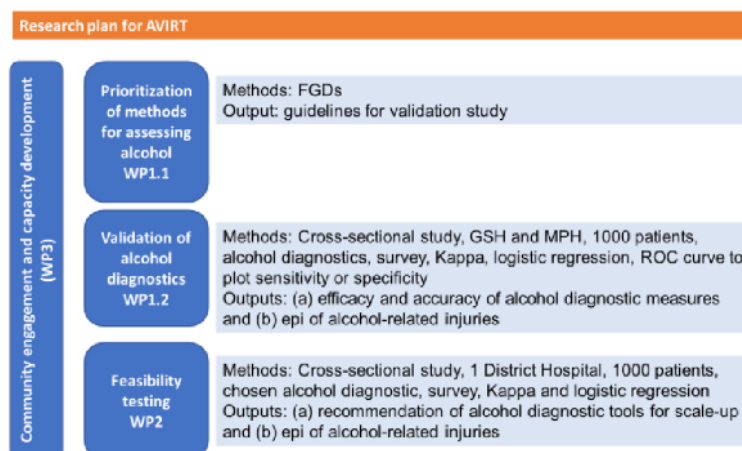 Research plan for AVIRT
Community engagement and capacity development
(WP3)
Prioritization
of methods
for assessing
alcohol
WP1.1
Methods: FGDs
Output: guidelines for validation study
Validation of
alcohol
diagnostics
WP1.2
Methods: Cross-sectional study, GSH and MPH, 1000 patients,
alcohol diagnostics, survey, Kappa, logistic regression, ROC curve to
plot sensitivity or specificity
Outputs: (a) efficacy and accuracy of alcohol diagnostic measures
and (b) epi of alcohol-related injuries
Feasibility
testing
WP2
Methods: Cross-sectional study, 1 District Hospital, 1000 patients,
chosen alcohol diagnostic, survey, Kappa and logistic regression
Outputs: (a) recommendation of alcohol diagnostic tools for scale-up
and (b) epi of alcohol-related injuries